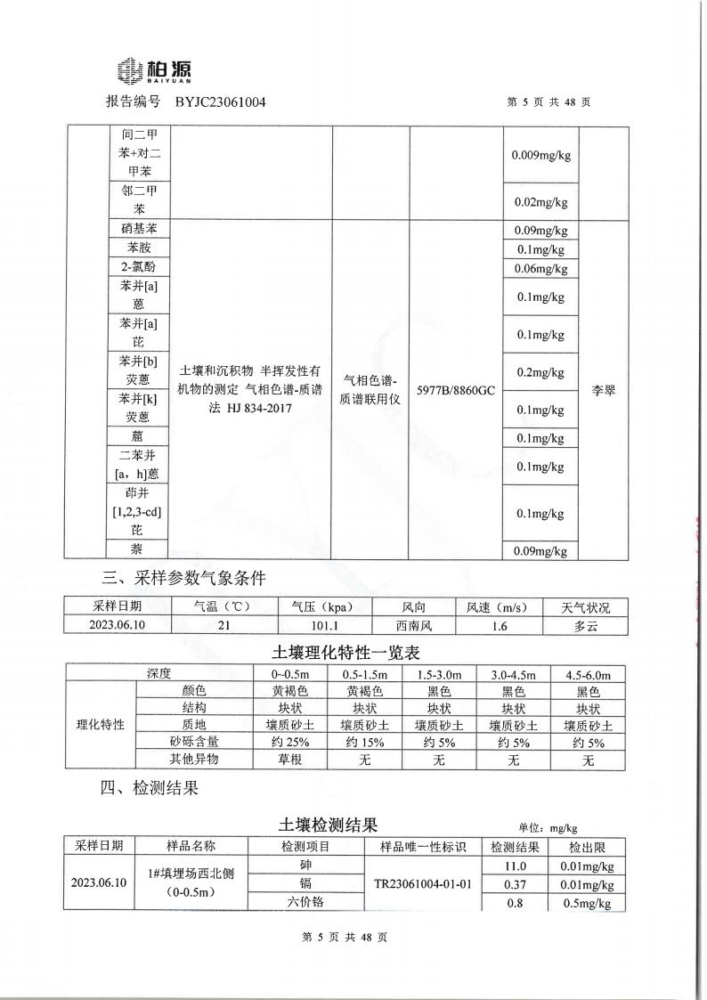 柏源
BAIYUAN
报告编号 BYJC23061004 第 5 页 共 48 页
间二甲
苯+对二
甲苯
0.009mg/kg
邻二甲
苯
0.02mg/kg
硝基苯 0.09mg/kg
苯胺 0.1mg/kg
2-氯酚 0.06mg/kg
苯并[a]
蒽
0.1mg/kg
苯并[a]
芘
0.1mg/kg
苯并[b]
荧蒽
0.2mg/kg
土壤和沉积物 半挥发性有
机物的测定 气相色谱-质谱
法 HJ 834-2017
气相色谱-
质谱联用仪
5977B/8860GC
李翠
苯并[k]
荧蒽
0.1mg/kg
䓛 0.1mg/kg
二苯并
[a，h]蒽
0.1mg/kg
茚并
[1,2,3-cd]
芘
0.1mg/kg
萘 0.09mg/kg
三、采样参数气象条件
采样日期 气温（℃） 气压（kpa） 风向 风速（m/s） 天气状况
2023.06.10 21 101.1 西南风 1.6 多云
土壤理化特性一览表
深度 0~0.5m 0.5-1.5m 1.5-3.0m 3.0-4.5m 4.5-6.0m
理化特性
颜色 黄褐色 黄褐色 黑色 黑色 黑色
结构 块状 块状 块状 块状 块状
质地 壤质砂土 壤质砂土 壤质砂土 壤质砂土 壤质砂土
砂砾含量 约 25% 约 15% 约 5% 约 5% 约 5%
其他异物 草根 无 无 无 无
四、检测结果
土壤检测结果 单位：mg/kg
采样日期 样品名称 检测项目 样品唯一性标识 检测结果 检出限
2023.06.10
1#填埋场西北侧
（0-0.5m）
砷 11.0 0.01mg/kg
镉 TR23061004-01-01 0.37 0.01mg/kg
六价铬 0.8 0.5mg/kg
第 5 页 共 48 页